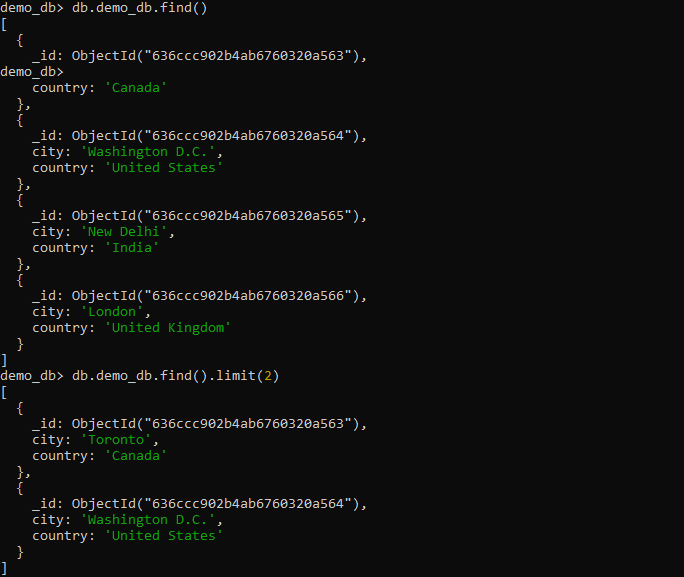 demo_db> db.demo_db.find()
[
  {
    _id: ObjectId("636ccc902b4ab6760320a563"),
demo_db>
    country: 'Canada'
  },
  {
    _id: ObjectId("636ccc902b4ab6760320a564"),
    city: 'Washington D.C.',
    country: 'United States'
  },
  {
    _id: ObjectId("636ccc902b4ab6760320a565"),
    city: 'New Delhi',
    country: 'India'
  },
  {
    _id: ObjectId("636ccc902b4ab6760320a566"),
    city: 'London',
    country: 'United Kingdom'
  }
]
demo_db> db.demo_db.find().limit(2)
[
  {
    _id: ObjectId("636ccc902b4ab6760320a563"),
    city: 'Toronto',
    country: 'Canada'
  },
  {
    _id: ObjectId("636ccc902b4ab6760320a564"),
    city: 'Washington D.C.',
    country: 'United States'
  }
]